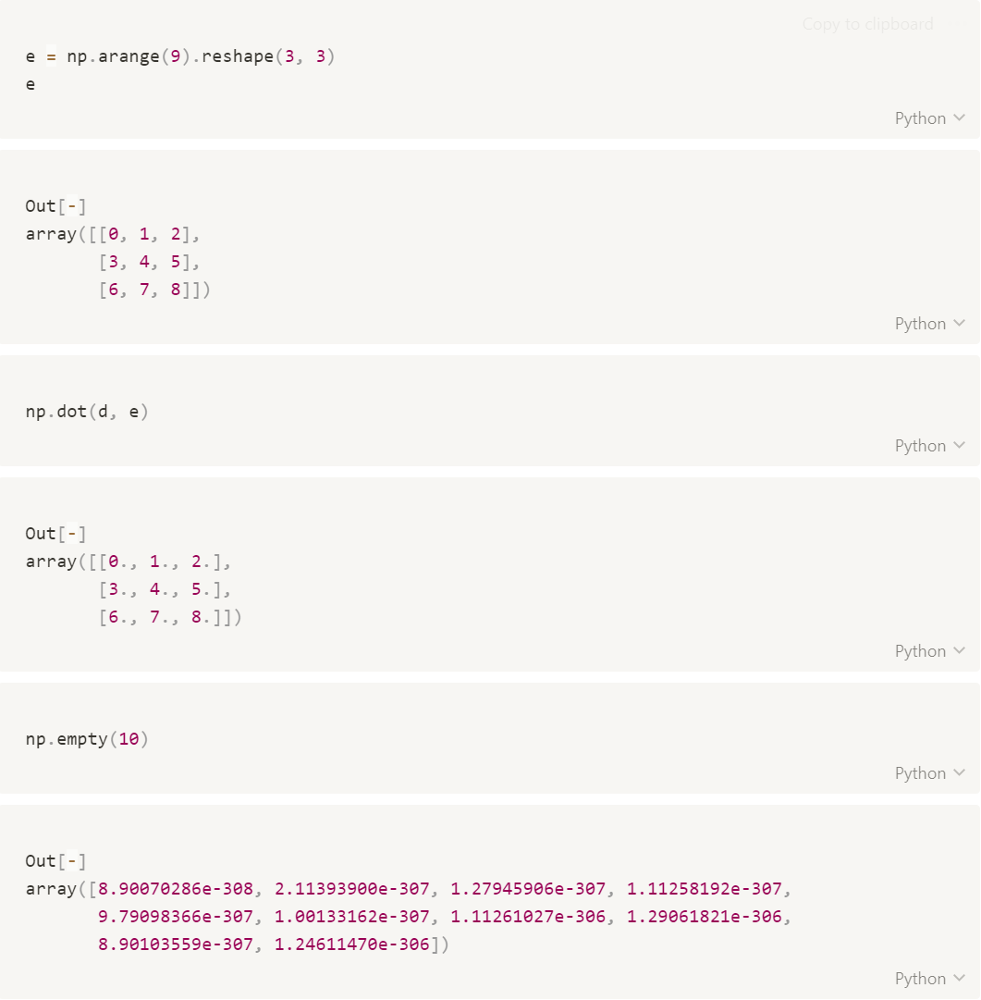 Copy to clipboard
e = np.arange(9).reshape(3, 3)
e
Python
Out[-]
array([[0, 1, 2],
       [3, 4, 5],
       [6, 7, 8]])
Python
np.dot(d, e)
Python
Out[-]
array([[0., 1., 2.],
       [3., 4., 5.],
       [6., 7., 8.]])
Python
np.empty(10)
Python
Out[-]
array([8.90070286e-308, 2.11393900e-307, 1.27945906e-307, 1.11258192e-307,
       9.79098366e-307, 1.00133162e-307, 1.11261027e-306, 1.29061821e-306,
       8.90103559e-307, 1.24611470e-306])
Python